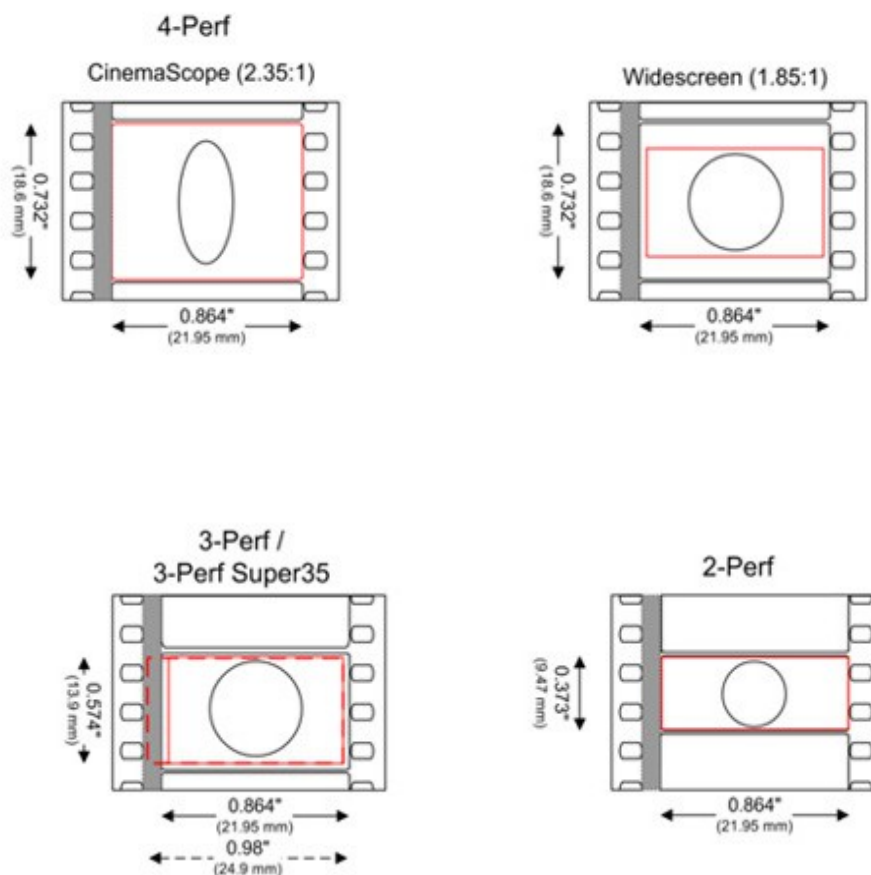 4-Perf
CinemaScope (2.35:1)
0.732"
(18.6 mm)
0.864"
(21.95 mm)
Widescreen (1.85:1)
0.732"
(18.6 mm)
0.864"
(21.95 mm)
3-Perf /
3-Perf Super35
0.574"
(13.9 mm)
0.864"
(21.95 mm)
0.98"
(24.9 mm)
2-Perf
0.373"
(9.47 mm)
0.864"
(21.95 mm)